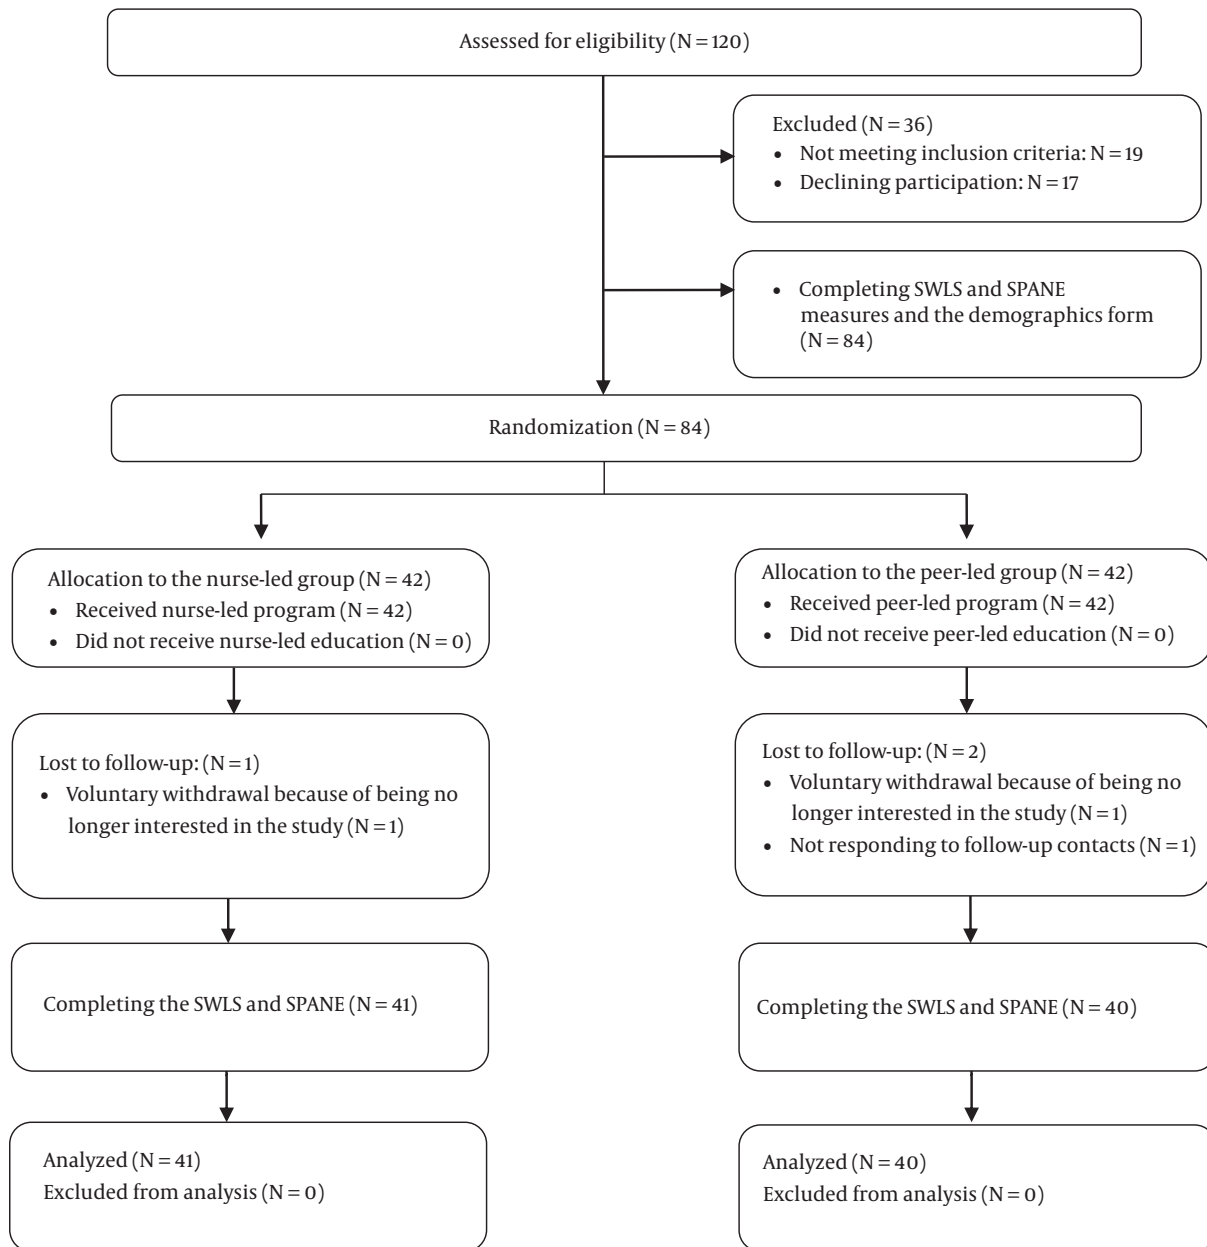 Assessed for eligibility (N = 120)
Excluded (N = 36)
• Not meeting inclusion criteria: N = 19
• Declining participation: N = 17
• Completing SWLS and SPANE
measures and the demographics form
(N = 84)
Randomization (N = 84)
Allocation to the nurse-led group (N = 42)
• Received nurse-led program (N = 42)
• Did not receive nurse-led education (N = 0)
Allocation to the peer-led group (N = 42)
• Received peer-led program (N = 42)
• Did not receive peer-led education (N = 0)
Lost to follow-up: (N = 1)
• Voluntary withdrawal because of being no
longer interested in the study (N = 1)
Lost to follow-up: (N = 2)
• Voluntary withdrawal because of being no
longer interested in the study (N = 1)
• Not responding to follow-up contacts (N = 1)
Completing the SWLS and SPANE (N = 41)
Completing the SWLS and SPANE (N = 40)
Analyzed (N = 41)
Excluded from analysis (N = 0)
Analyzed (N = 40)
Excluded from analysis (N = 0)